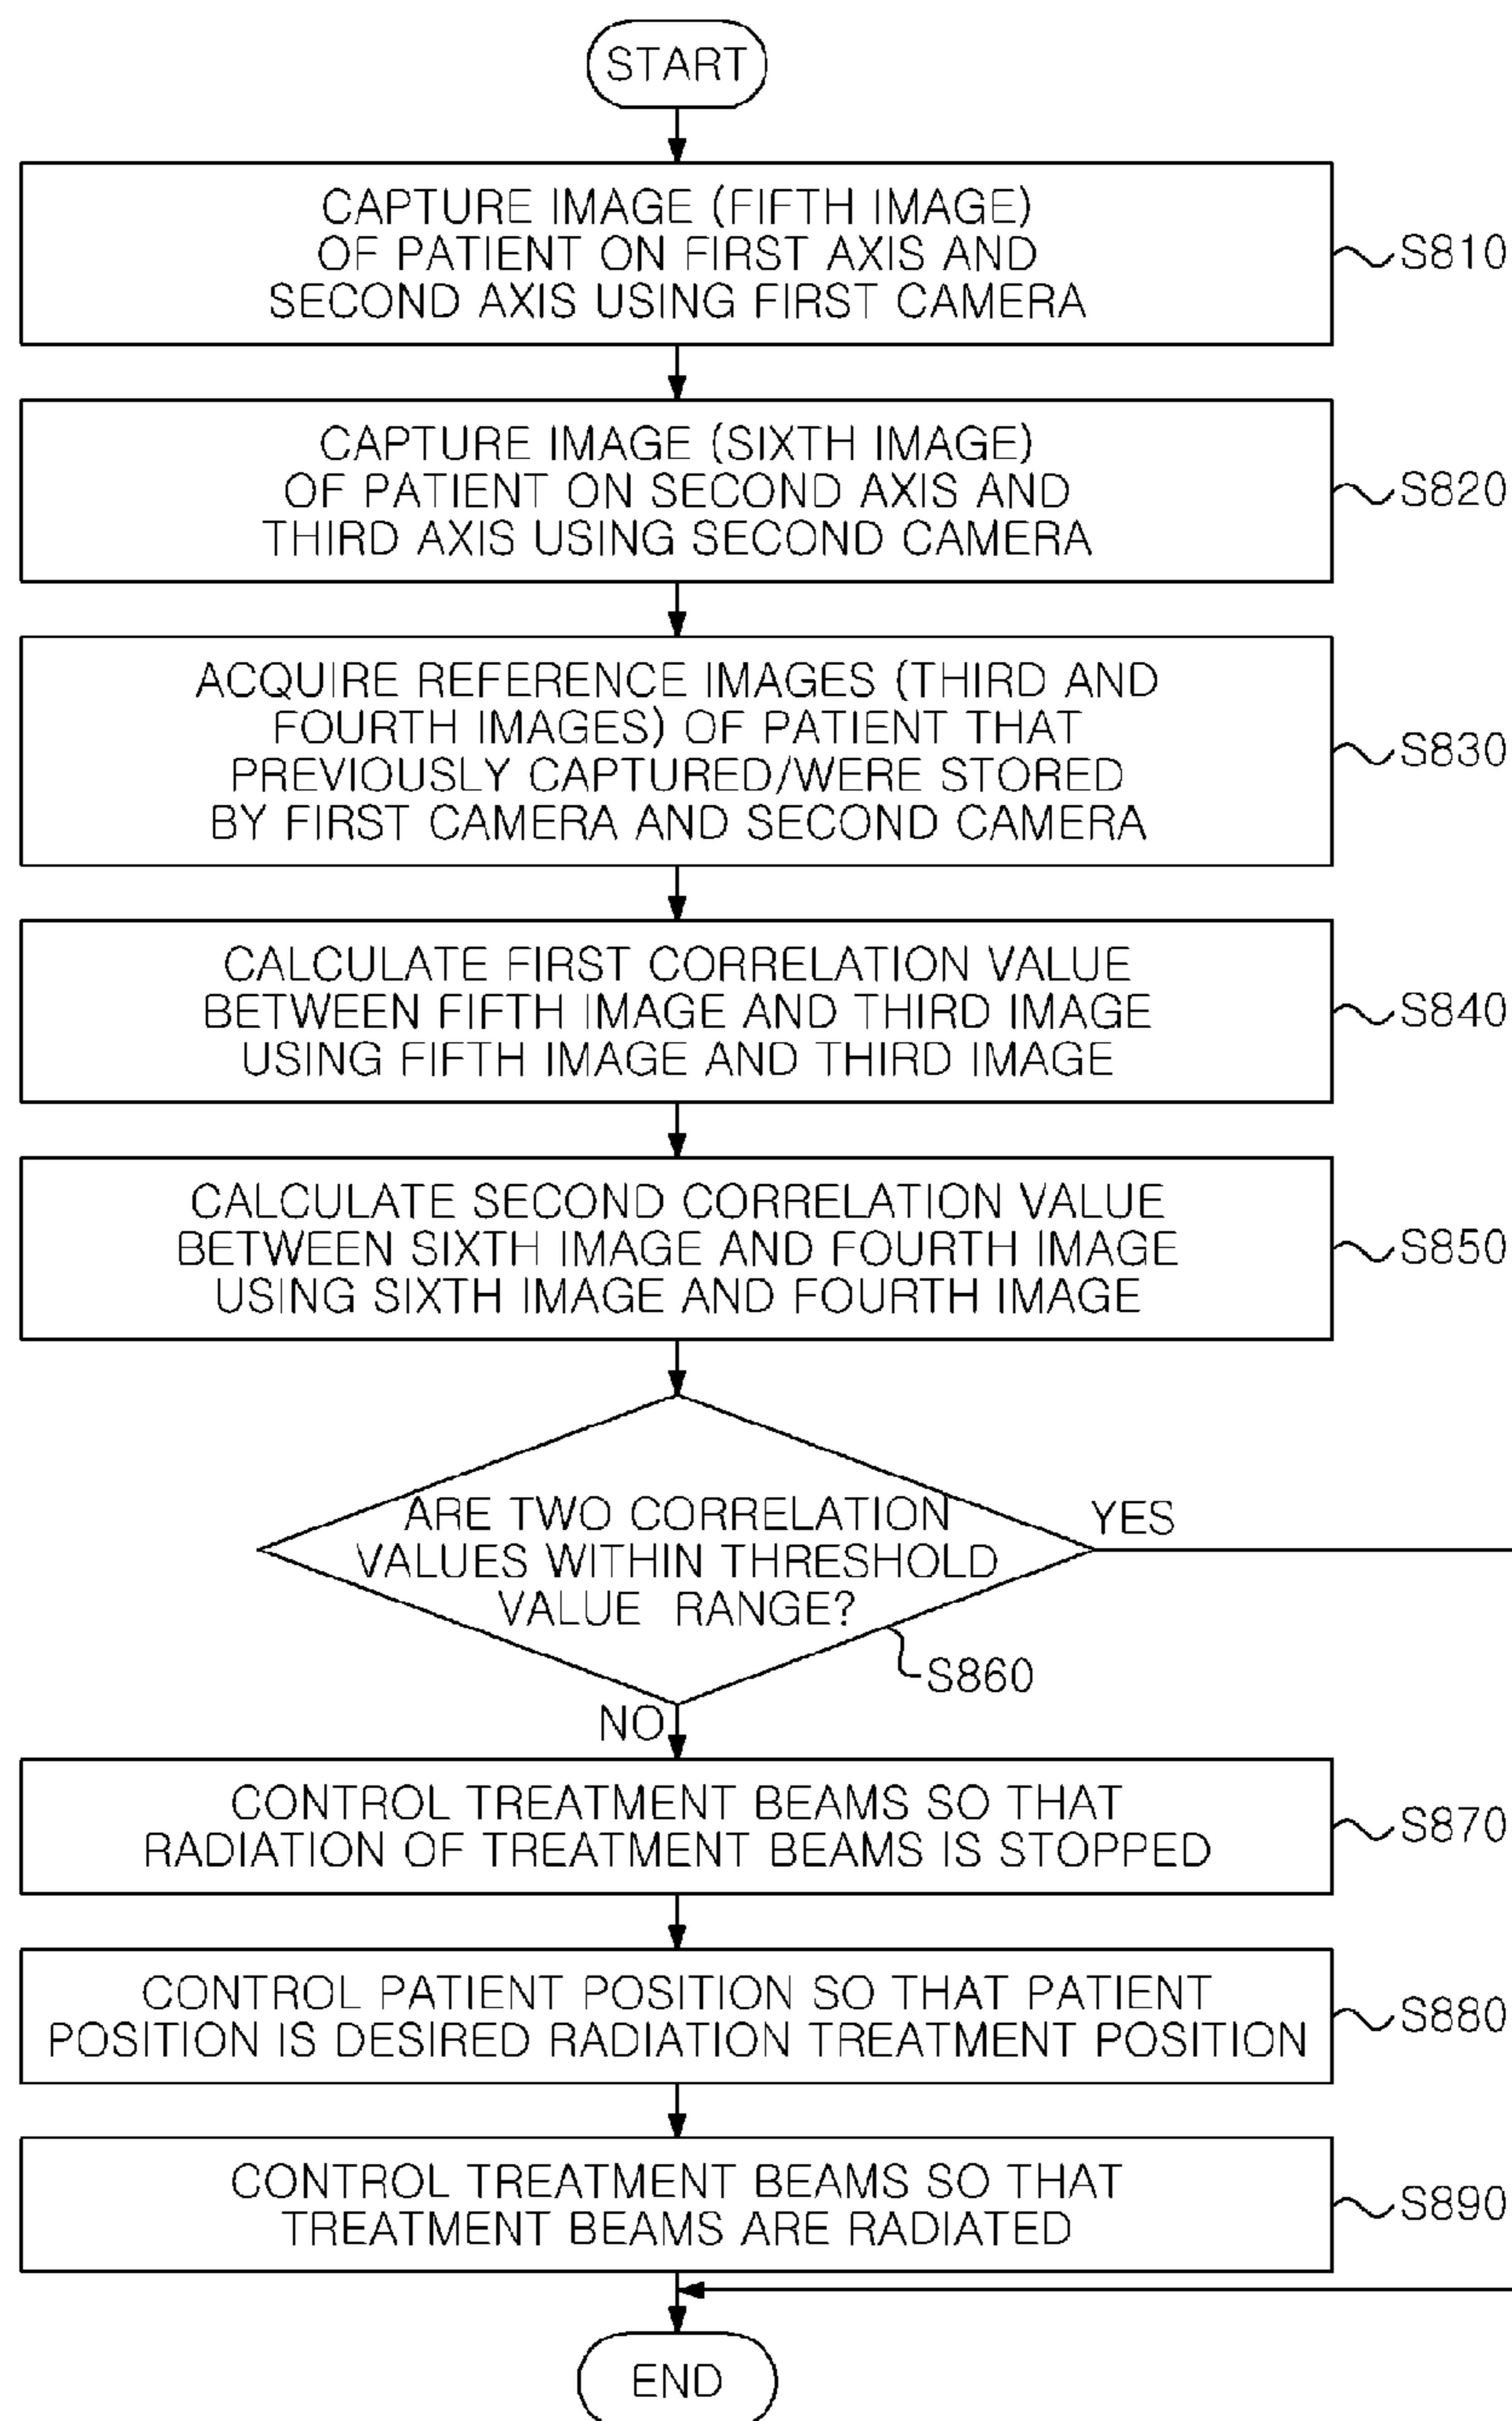 START
CAPTURE IMAGE (FIFTH IMAGE)
OF PATIENT ON FIRST AXIS AND
SECOND AXIS USING FIRST CAMERA
S810
CAPTURE IMAGE (SIXTH IMAGE)
OF PATIENT ON SECOND AXIS AND
THIRD AXIS USING SECOND CAMERA
S820
ACQUIRE REFERENCE IMAGES (THIRD AND
FOURTH IMAGES) OF PATIENT THAT
PREVIOUSLY CAPTURED/WERE STORED
BY FIRST CAMERA AND SECOND CAMERA
S830
CALCULATE FIRST CORRELATION VALUE
BETWEEN FIFTH IMAGE AND THIRD IMAGE
USING FIFTH IMAGE AND THIRD IMAGE
S840
CALCULATE SECOND CORRELATION VALUE
BETWEEN SIXTH IMAGE AND FOURTH IMAGE
USING SIXTH IMAGE AND FOURTH IMAGE
S850
ARE TWO CORRELATION
VALUES WITHIN THRESHOLD
VALUE RANGE?
YES
S860
NO
CONTROL TREATMENT BEAMS SO THAT
RADIATION OF TREATMENT BEAMS IS STOPPED
S870
CONTROL PATIENT POSITION SO THAT PATIENT
POSITION IS DESIRED RADIATION TREATMENT POSITION
S880
CONTROL TREATMENT BEAMS SO THAT
TREATMENT BEAMS ARE RADIATED
S890
END